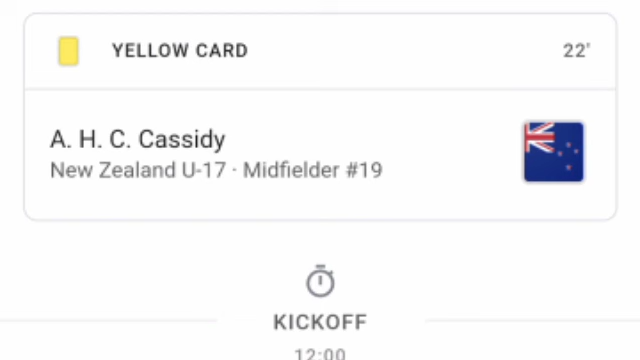 YELLOW CARD 22'
A. H. C. Cassidy
New Zealand U-17 · Midfielder #19
KICKOFF
12:00